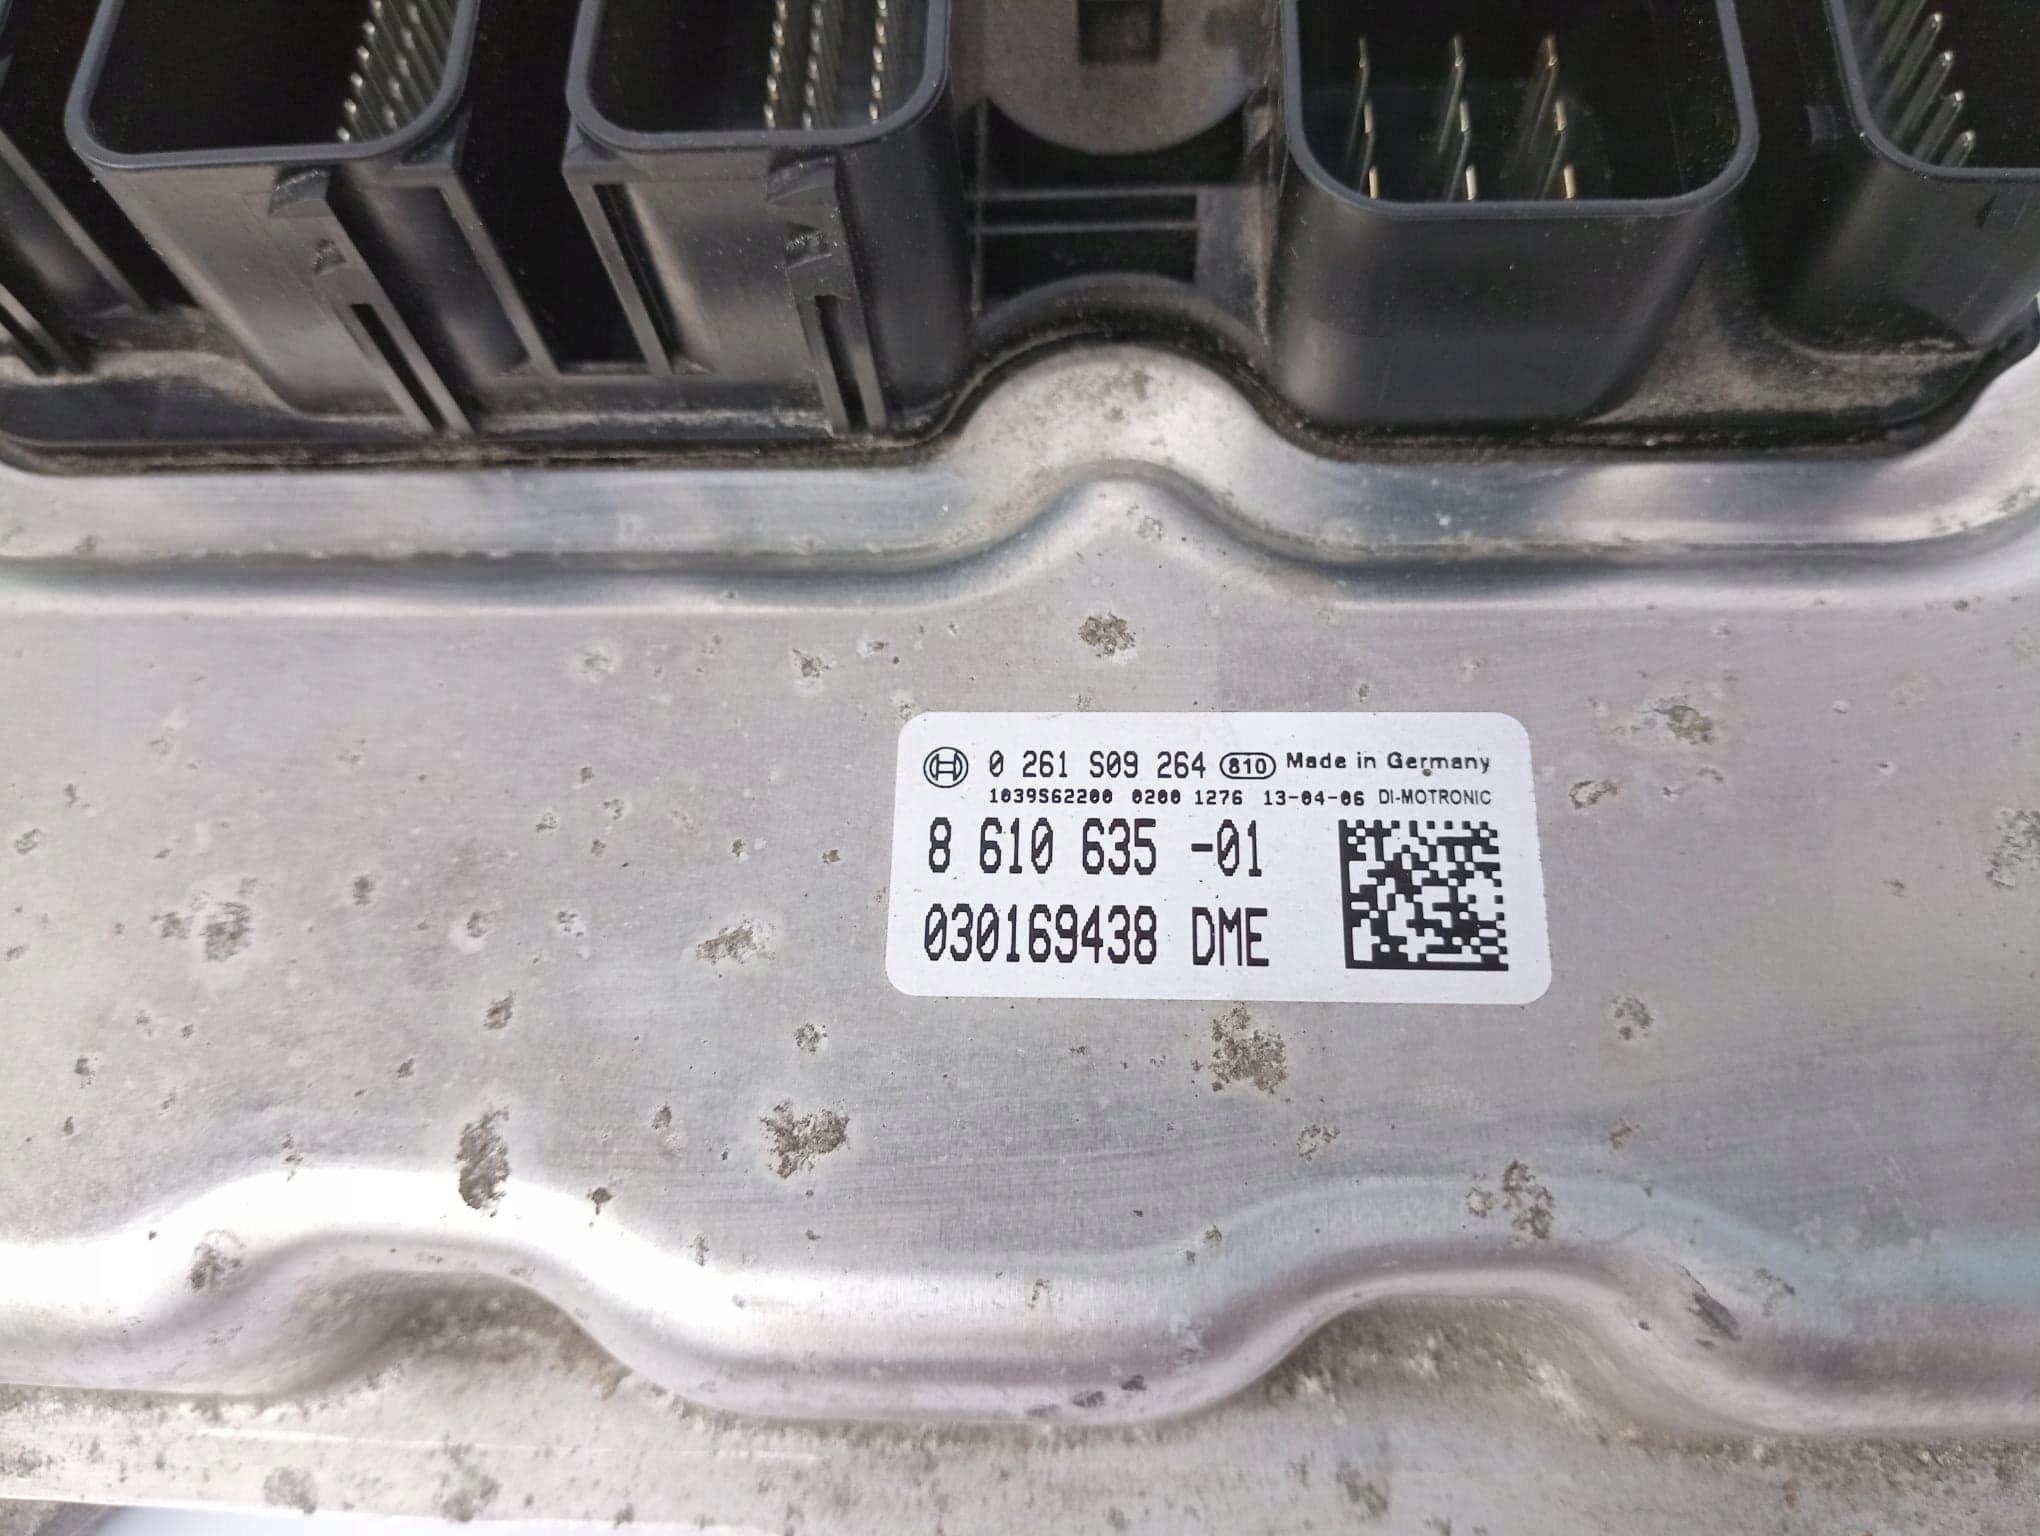 0 261 S09 264 810 Made in Germany
1039S62200 0200 1276 13-04-06 DI-MOTRONIC
8 610 635 -01
030169438 DME